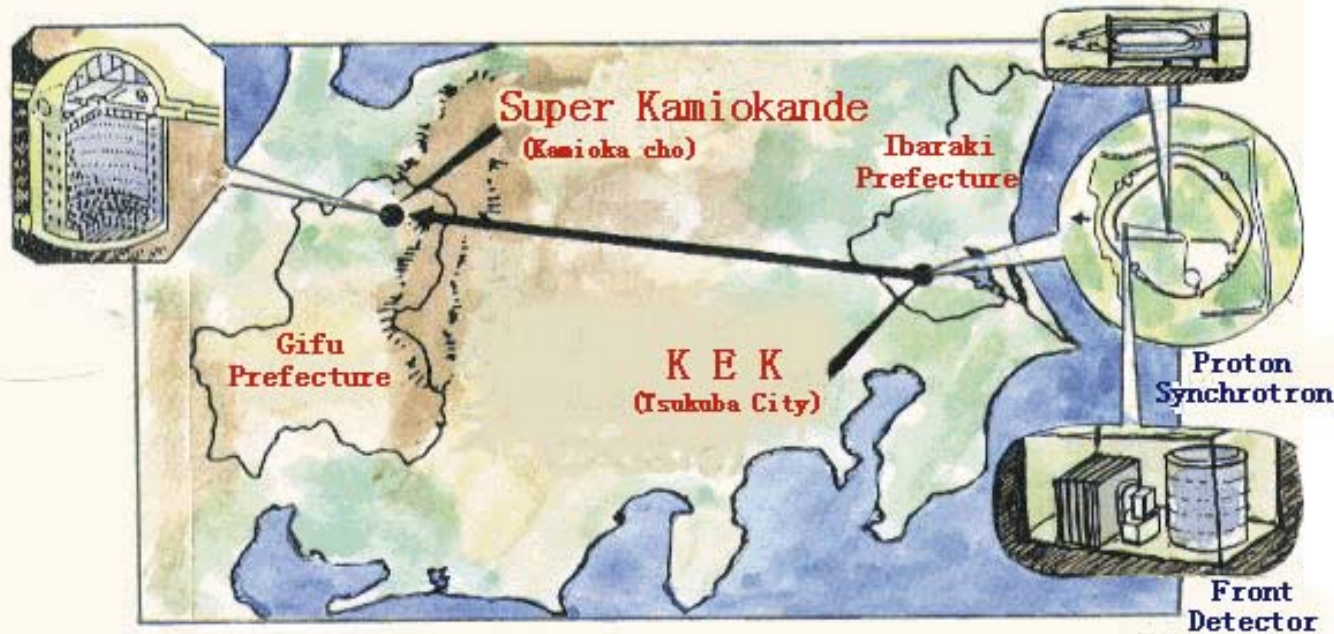 Super Kamiokande
(Kamioka cho)
Ibaraki
Prefecture
Gifu
Prefecture
K E K
(Tsukuba City)
Proton
Synchrotron
Front
Detector